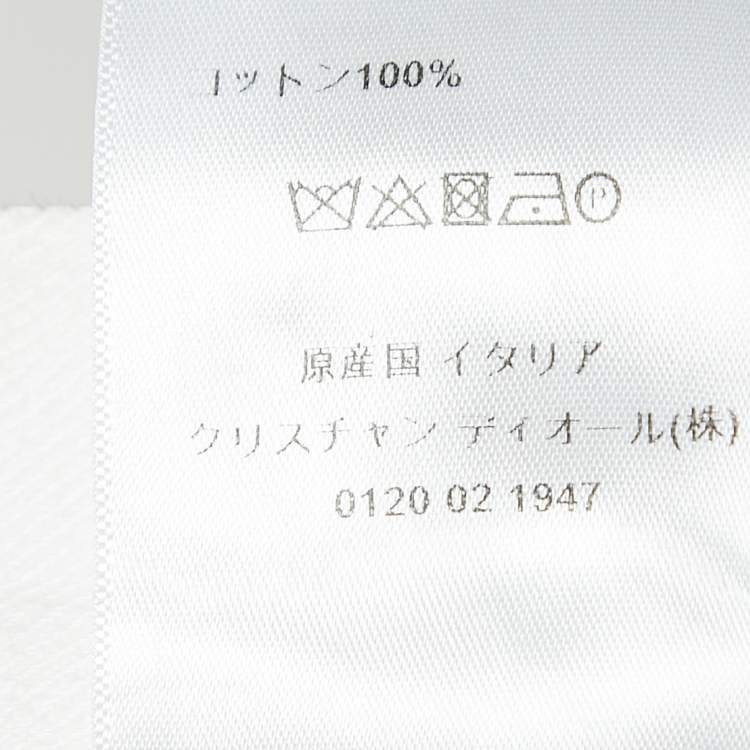 コットン100%
P
原産国 イタリア
クリスチャン ディオール(株)
0120 02 1947